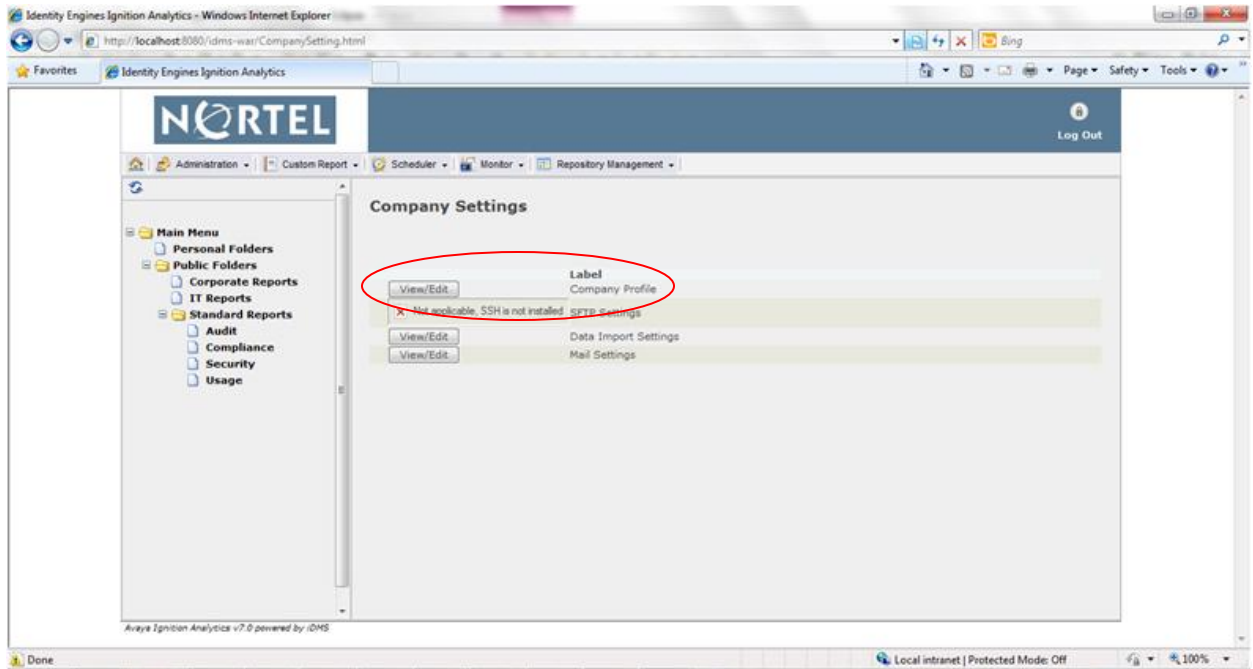 Identity Engines Ignition Analytics - Windows Internet Explorer
http://localhost:8080/idms-war/CompanySetting.html
Bing
Favorites
Identity Engines Ignition Analytics
Page
Safety
Tools
NORTEL
Log Out
Administration
Custom Report
Scheduler
Monitor
Repository Management
Main Menu
Personal Folders
Public Folders
Corporate Reports
IT Reports
Standard Reports
Audit
Compliance
Security
Usage
Company Settings
Label
View/Edit Company Profile
Not applicable, SSH is not installed SFTP Settings
View/Edit Data Import Settings
View/Edit Mail Settings
Avaya Ignition Analytics v7.0 powered by iDMS
Done
Local intranet | Protected Mode: Off
100%